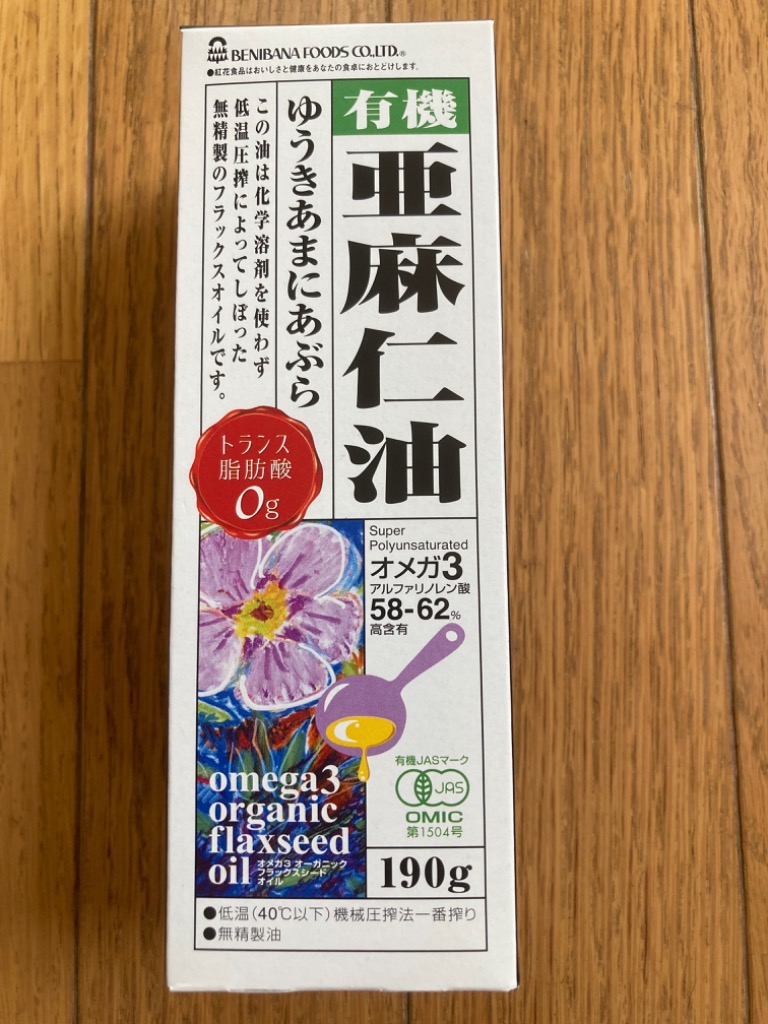 BENIBANA FOODS CO.,LTD.®
●紅花食品はおいしさと健康をあなたの食卓におとどけします。
有機
亜麻仁油
ゆうきあまにあぶら
この油は化学溶剤を使わず
低温圧搾によってしぼった
無精製のフラックスオイルです。
トランス
脂肪酸
0g
Super
Polyunsaturated
オメガ3
アルファリノレン酸
58-62%
高含有
omega3
organic
flaxseed
oil
オメガ3 オーガニック
フラックスシード
オイル
有機JASマーク
JAS
OMIC
第1504号
190g
●低温(40℃以下)機械圧搾法一番搾り
●無精製油